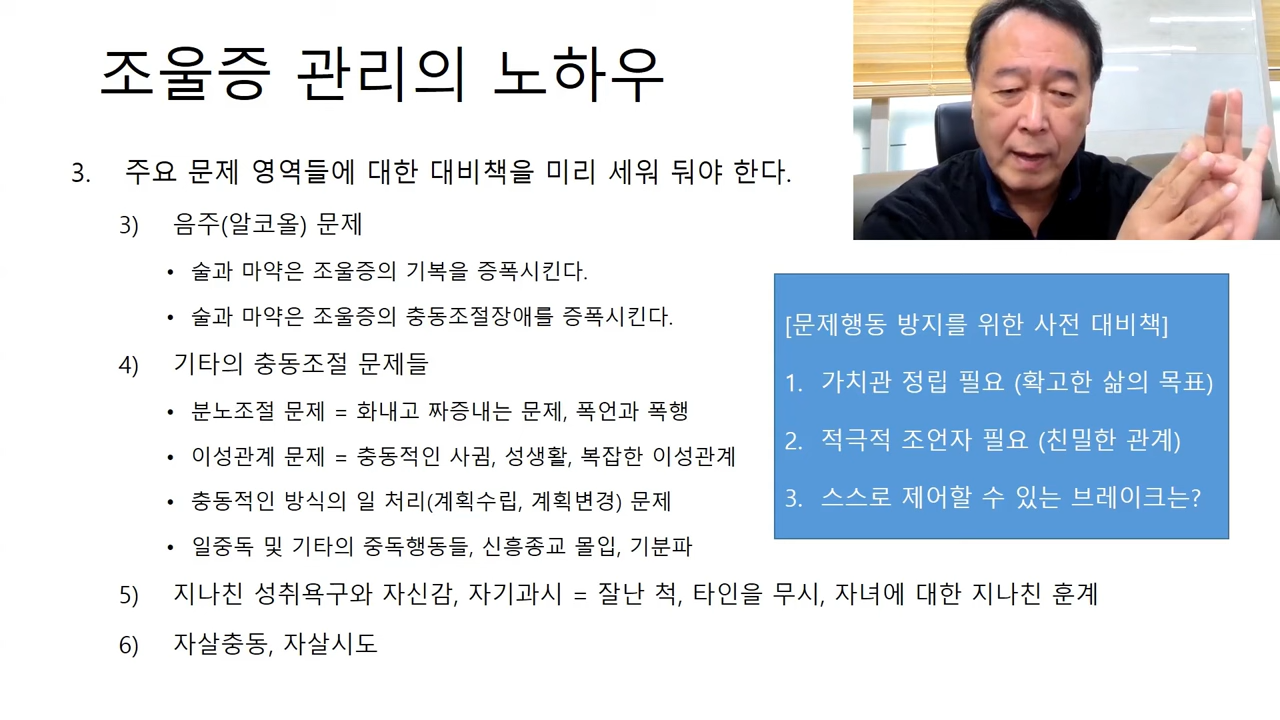 조울증 관리의 노하우
3. 주요 문제 영역들에 대한 대비책을 미리 세워 둬야 한다.
3) 음주(알코올) 문제
• 술과 마약은 조울증의 기복을 증폭시킨다.
• 술과 마약은 조울증의 충동조절장애를 증폭시킨다.
4) 기타의 충동조절 문제들
• 분노조절 문제 = 화내고 짜증내는 문제, 폭언과 폭행
• 이성관계 문제 = 충동적인 사귐, 성생활, 복잡한 이성관계
• 충동적인 방식의 일 처리(계획수립, 계획변경) 문제
• 일중독 및 기타의 중독행동들, 신흥종교 몰입, 기분파
5) 지나친 성취욕구와 자신감, 자기과시 = 잘난 척, 타인을 무시, 자녀에 대한 지나친 훈계
6) 자살충동, 자살시도
[문제행동 방지를 위한 사전 대비책]
1. 가치관 정립 필요 (확고한 삶의 목표)
2. 적극적 조언자 필요 (친밀한 관계)
3. 스스로 제어할 수 있는 브레이크는?